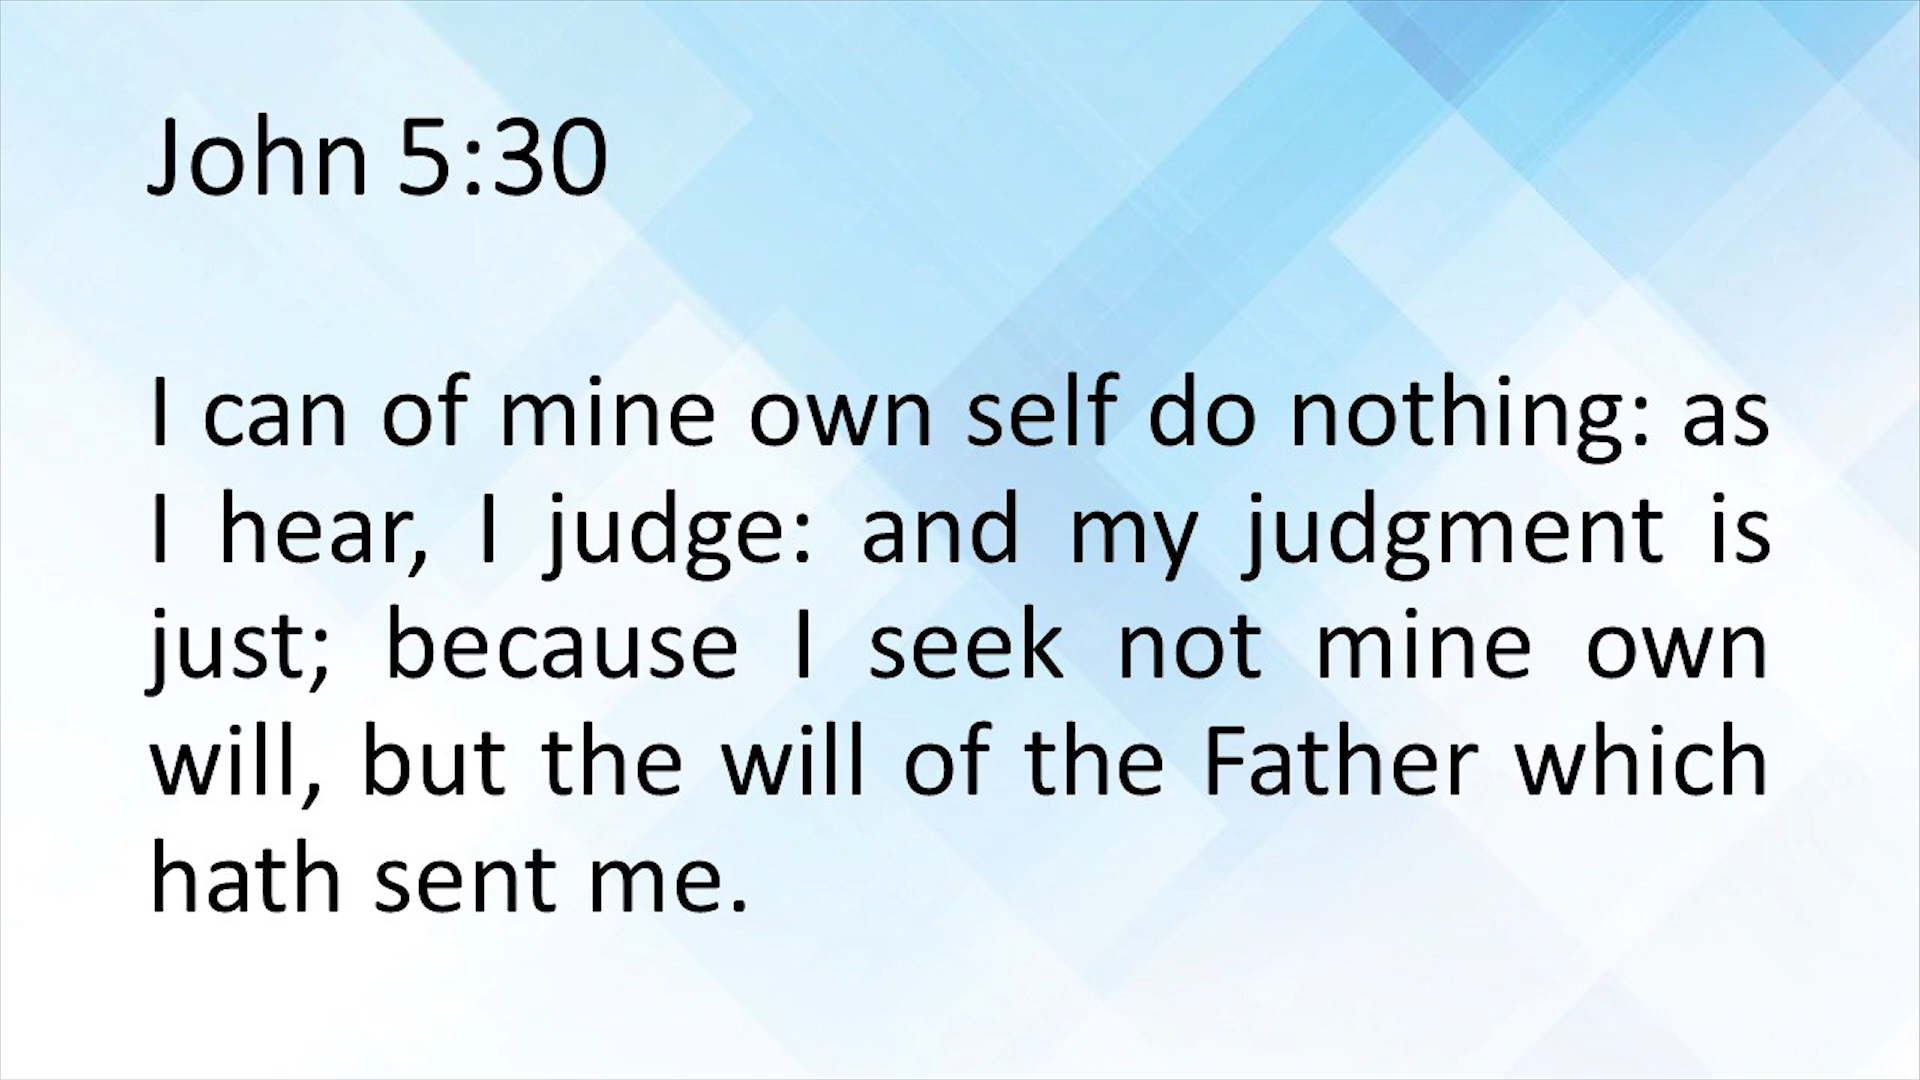 John 5:30
I can of mine own self do nothing: as
I hear, I judge: and my judgment is
just; because I seek not mine own
will, but the will of the Father which
hath sent me.